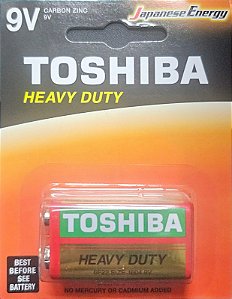 9V
CARBON ZINC
9V
Japanese Energy
TOSHIBA
HEAVY DUTY
TOSHIBA
HEAVY DUTY
BEST
BEFORE
SEE
BATTERY
NO MERCURY OR CADMIUM ADDED